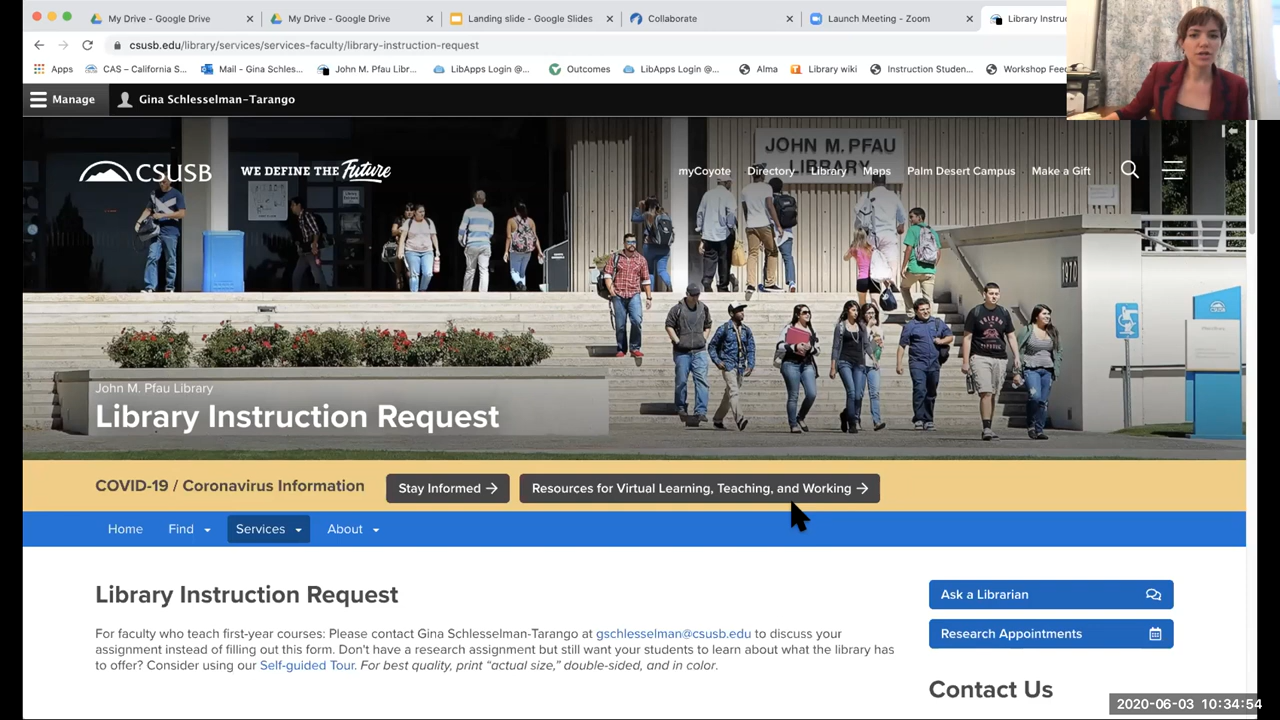 My Drive - Google Drive
My Drive - Google Drive
Landing slide - Google Slides
Collaborate
Launch Meeting - Zoom
Library Instruc
csusb.edu/library/services/services-faculty/library-instruction-request
Apps
CAS – California S...
Mail - Gina Schles...
John M. Pfau Libr...
LibApps Login @...
Outcomes
LibApps Login @...
Alma
Library wiki
Instruction Studen...
Workshop Fee
Manage
Gina Schlesselman-Tarango
JOHN M. PFAU
LIBRARY
CSUSB
WE DEFINE THE Future
myCoyote
Directory
Library
Maps
Palm Desert Campus
Make a Gift
1970
John M. Pfau Library
Library Instruction Request
COVID-19 / Coronavirus Information
Stay Informed →
Resources for Virtual Learning, Teaching, and Working →
Home
Find
Services
About
Library Instruction Request
For faculty who teach first-year courses: Please contact Gina Schlesselman-Tarango at gschlesselman@csusb.edu to discuss your
assignment instead of filling out this form. Don't have a research assignment but still want your students to learn about what the library has
to offer? Consider using our Self-guided Tour. For best quality, print “actual size,” double-sided, and in color.
Ask a Librarian
Research Appointments
Contact Us
2020-06-03 10:34:54